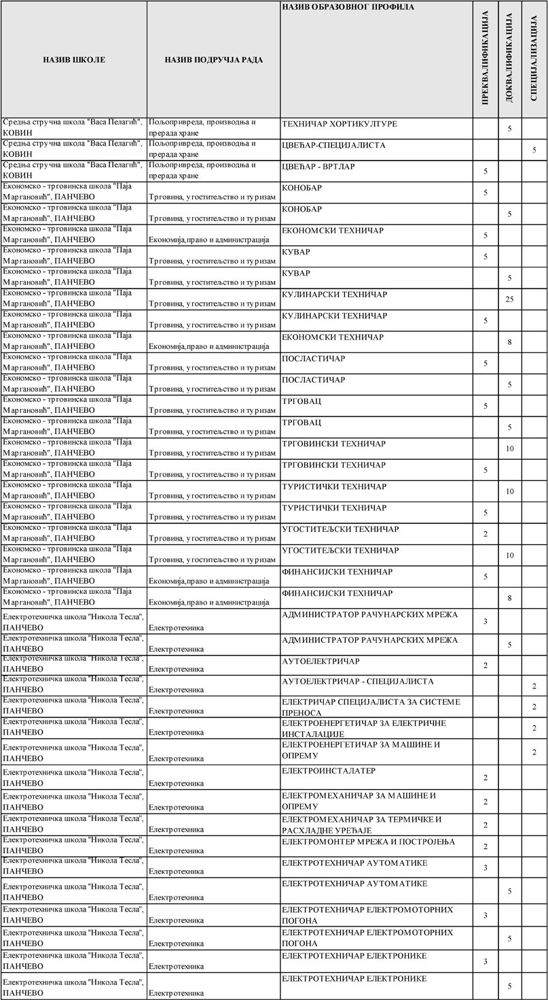 НАЗИВ ШКОЛЕ
НАЗИВ ПОДРУЧЈА РАДА
НАЗИВ ОБРАЗОВНОГ ПРОФИЛА
ПРЕКВАЛИФИКАЦИЈА
ДОКВАЛИФИКАЦИЈА
СПЕЦИЈАЛИЗАЦИЈА
Средња стручна школа "Васа Пелагић",
КОВИН
Пољопривреда, производња и
прерада хране
ТЕХНИЧАР ХОРТИКУЛТУРЕ
5
Средња стручна школа "Васа Пелагић",
КОВИН
Пољопривреда, производња и
прерада хране
ЦВЕЋАР-СПЕЦИЈАЛИСТА
5
Средња стручна школа "Васа Пелагић",
КОВИН
Пољопривреда, производња и
прерада хране
ЦВЕЋАР - ВРТЛАР
5
Економско - трговинска школа "Паја
Маргановић", ПАНЧЕВО
Трговина, угоститељство и туризам
КОНОБАР
5
Економско - трговинска школа "Паја
Маргановић", ПАНЧЕВО
Трговина, угоститељство и туризам
КОНОБАР
5
Економско - трговинска школа "Паја
Маргановић", ПАНЧЕВО
Економија,право и администрација
ЕКОНОМСКИ ТЕХНИЧАР
5
Економско - трговинска школа "Паја
Маргановић", ПАНЧЕВО
Трговина, угоститељство и туризам
КУВАР
5
Економско - трговинска школа "Паја
Маргановић", ПАНЧЕВО
Трговина, угоститељство и туризам
КУВАР
5
Економско - трговинска школа "Паја
Маргановић", ПАНЧЕВО
Трговина, угоститељство и туризам
КУЛИНАРСКИ ТЕХНИЧАР
25
Економско - трговинска школа "Паја
Маргановић", ПАНЧЕВО
Трговина, угоститељство и туризам
КУЛИНАРСКИ ТЕХНИЧАР
5
Економско - трговинска школа "Паја
Маргановић", ПАНЧЕВО
Економија,право и администрација
ЕКОНОМСКИ ТЕХНИЧАР
8
Економско - трговинска школа "Паја
Маргановић", ПАНЧЕВО
Трговина, угоститељство и туризам
ПОСЛАСТИЧАР
5
Економско - трговинска школа "Паја
Маргановић", ПАНЧЕВО
Трговина, угоститељство и туризам
ПОСЛАСТИЧАР
5
Економско - трговинска школа "Паја
Маргановић", ПАНЧЕВО
Трговина, угоститељство и туризам
ТРГОВАЦ
5
Економско - трговинска школа "Паја
Маргановић", ПАНЧЕВО
Трговина, угоститељство и туризам
ТРГОВАЦ
5
Економско - трговинска школа "Паја
Маргановић", ПАНЧЕВО
Трговина, угоститељство и туризам
ТРГОВИНСКИ ТЕХНИЧАР
10
Економско - трговинска школа "Паја
Маргановић", ПАНЧЕВО
Трговина, угоститељство и туризам
ТРГОВИНСКИ ТЕХНИЧАР
5
Економско - трговинска школа "Паја
Маргановић", ПАНЧЕВО
Трговина, угоститељство и туризам
ТУРИСТИЧКИ ТЕХНИЧАР
10
Економско - трговинска школа "Паја
Маргановић", ПАНЧЕВО
Трговина, угоститељство и туризам
ТУРИСТИЧКИ ТЕХНИЧАР
5
Економско - трговинска школа "Паја
Маргановић", ПАНЧЕВО
Трговина, угоститељство и туризам
УГОСТИТЕЉСКИ ТЕХНИЧАР
2
Економско - трговинска школа "Паја
Маргановић", ПАНЧЕВО
Трговина, угоститељство и туризам
УГОСТИТЕЉСКИ ТЕХНИЧАР
10
Економско - трговинска школа "Паја
Маргановић", ПАНЧЕВО
Економија,право и администрација
ФИНАНСИЈСКИ ТЕХНИЧАР
5
Економско - трговинска школа "Паја
Маргановић", ПАНЧЕВО
Економија,право и администрација
ФИНАНСИЈСКИ ТЕХНИЧАР
8
Електротехничка школа "Никола Тесла",
ПАНЧЕВО
Електротехника
АДМИНИСТРАТОР РАЧУНАРСКИХ МРЕЖА
3
Електротехничка школа "Никола Тесла",
ПАНЧЕВО
Електротехника
АДМИНИСТРАТОР РАЧУНАРСКИХ МРЕЖА
5
Електротехничка школа "Никола Тесла",
ПАНЧЕВО
Електротехника
АУТОЕЛЕКТРИЧАР
2
Електротехничка школа "Никола Тесла",
ПАНЧЕВО
Електротехника
АУТОЕЛЕКТРИЧАР - СПЕЦИЈАЛИСТА
2
Електротехничка школа "Никола Тесла",
ПАНЧЕВО
Електротехника
ЕЛЕКТРИЧАР СПЕЦИЈАЛИСТА ЗА СИСТЕМЕ
ПРЕНОСА
2
Електротехничка школа "Никола Тесла",
ПАНЧЕВО
Електротехника
ЕЛЕКТРОЕНЕРГЕТИЧАР ЗА ЕЛЕКТРИЧНЕ
ИНСТАЛАЦИЈЕ
2
Електротехничка школа "Никола Тесла",
ПАНЧЕВО
Електротехника
ЕЛЕКТРОЕНЕРГЕТИЧАР ЗА МАШИНЕ И
ОПРЕМУ
2
Електротехничка школа "Никола Тесла",
ПАНЧЕВО
Електротехника
ЕЛЕКТРОИНСТАЛАТЕР
2
Електротехничка школа "Никола Тесла",
ПАНЧЕВО
Електротехника
ЕЛЕКТРОМЕХАНИЧАР ЗА МАШИНЕ И
ОПРЕМУ
2
Електротехничка школа "Никола Тесла",
ПАНЧЕВО
Електротехника
ЕЛЕКТРОМЕХАНИЧАР ЗА ТЕРМИЧКЕ И
РАСХЛАДНЕ УРЕЂАЈЕ
2
Електротехничка школа "Никола Тесла",
ПАНЧЕВО
Електротехника
ЕЛЕКТРОМОНТЕР МРЕЖА И ПОСТРОЈЕЊА
2
Електротехничка школа "Никола Тесла",
ПАНЧЕВО
Електротехника
ЕЛЕКТРОТЕХНИЧАР АУТОМАТИКЕ
3
Електротехничка школа "Никола Тесла",
ПАНЧЕВО
Електротехника
ЕЛЕКТРОТЕХНИЧАР АУТОМАТИКЕ
5
Електротехничка школа "Никола Тесла",
ПАНЧЕВО
Електротехника
ЕЛЕКТРОТЕХНИЧАР ЕЛЕКТРОМОТОРНИХ
ПОГОНА
3
Електротехничка школа "Никола Тесла",
ПАНЧЕВО
Електротехника
ЕЛЕКТРОТЕХНИЧАР ЕЛЕКТРОМОТОРНИХ
ПОГОНА
5
Електротехничка школа "Никола Тесла",
ПАНЧЕВО
Електротехника
ЕЛЕКТРОТЕХНИЧАР ЕЛЕКТРОНИКЕ
3
Електротехничка школа "Никола Тесла",
ПАНЧЕВО
Електротехника
ЕЛЕКТРОТЕХНИЧАР ЕЛЕКТРОНИКЕ
5